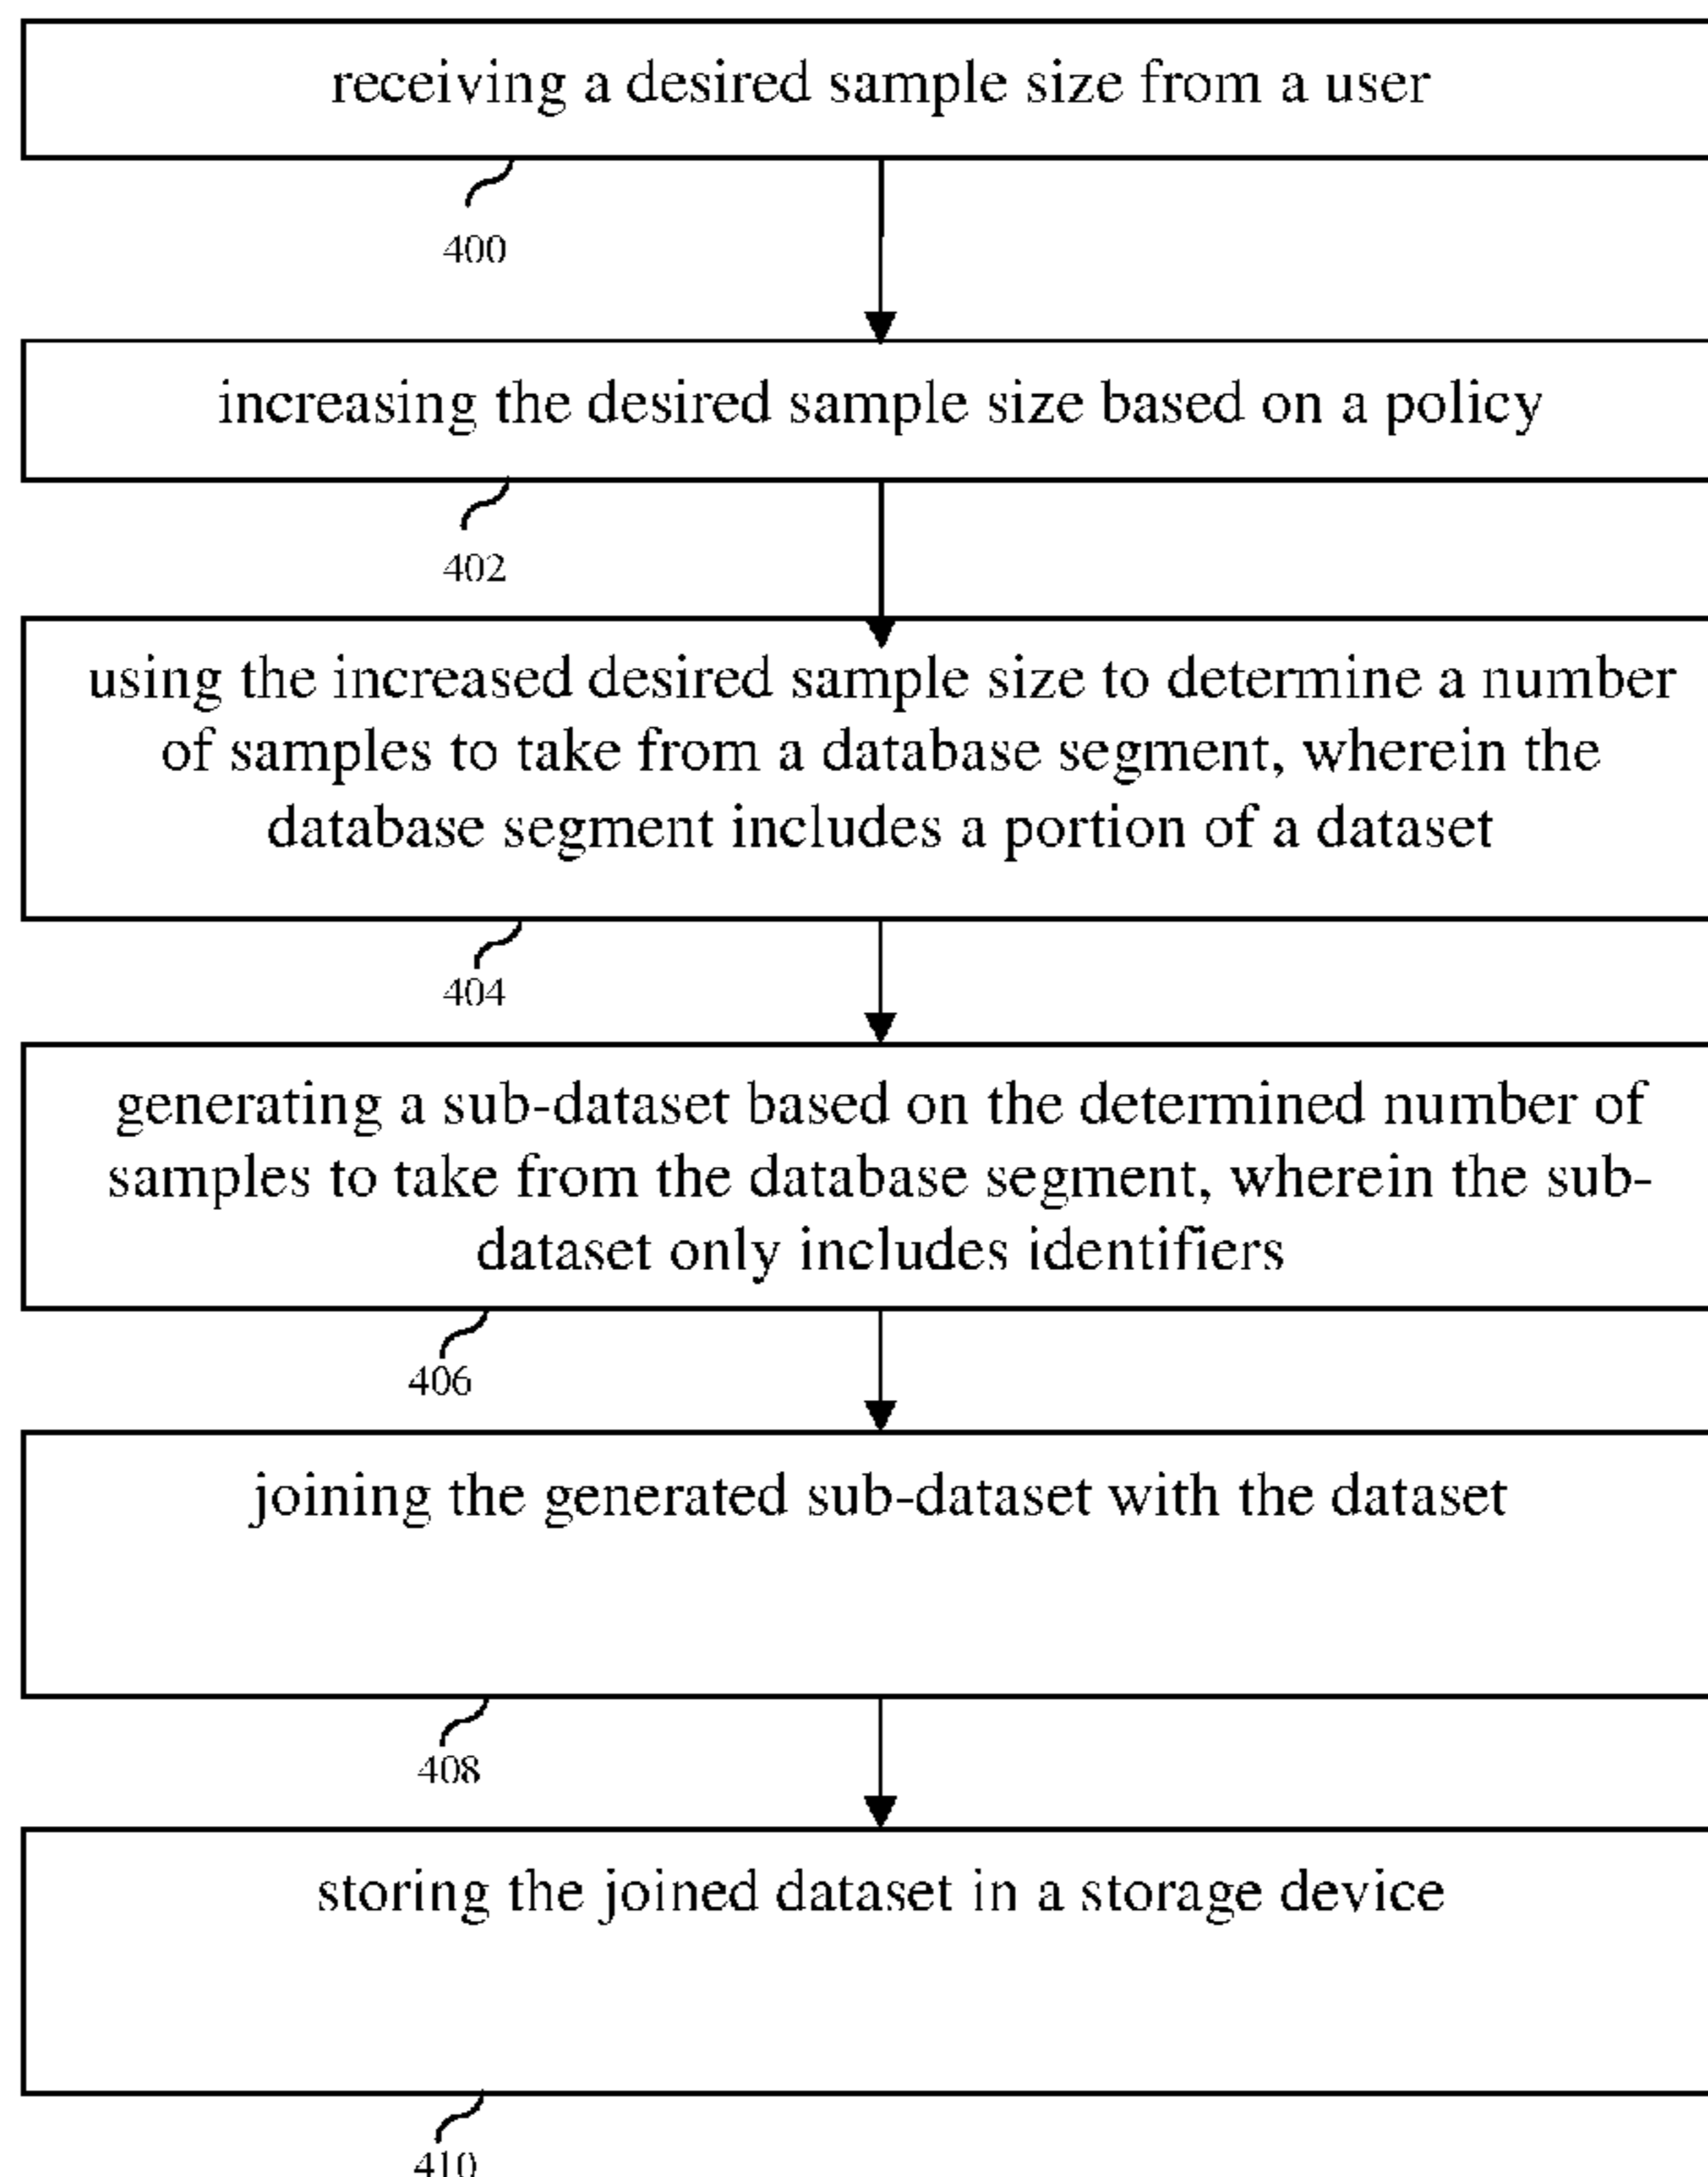 receiving a desired sample size from a user
400
increasing the desired sample size based on a policy
402
using the increased desired sample size to determine a number
of samples to take from a database segment, wherein the
database segment includes a portion of a dataset
404
generating a sub-dataset based on the determined number of
samples to take from the database segment, wherein the sub-
dataset only includes identifiers
406
joining the generated sub-dataset with the dataset
408
storing the joined dataset in a storage device
410